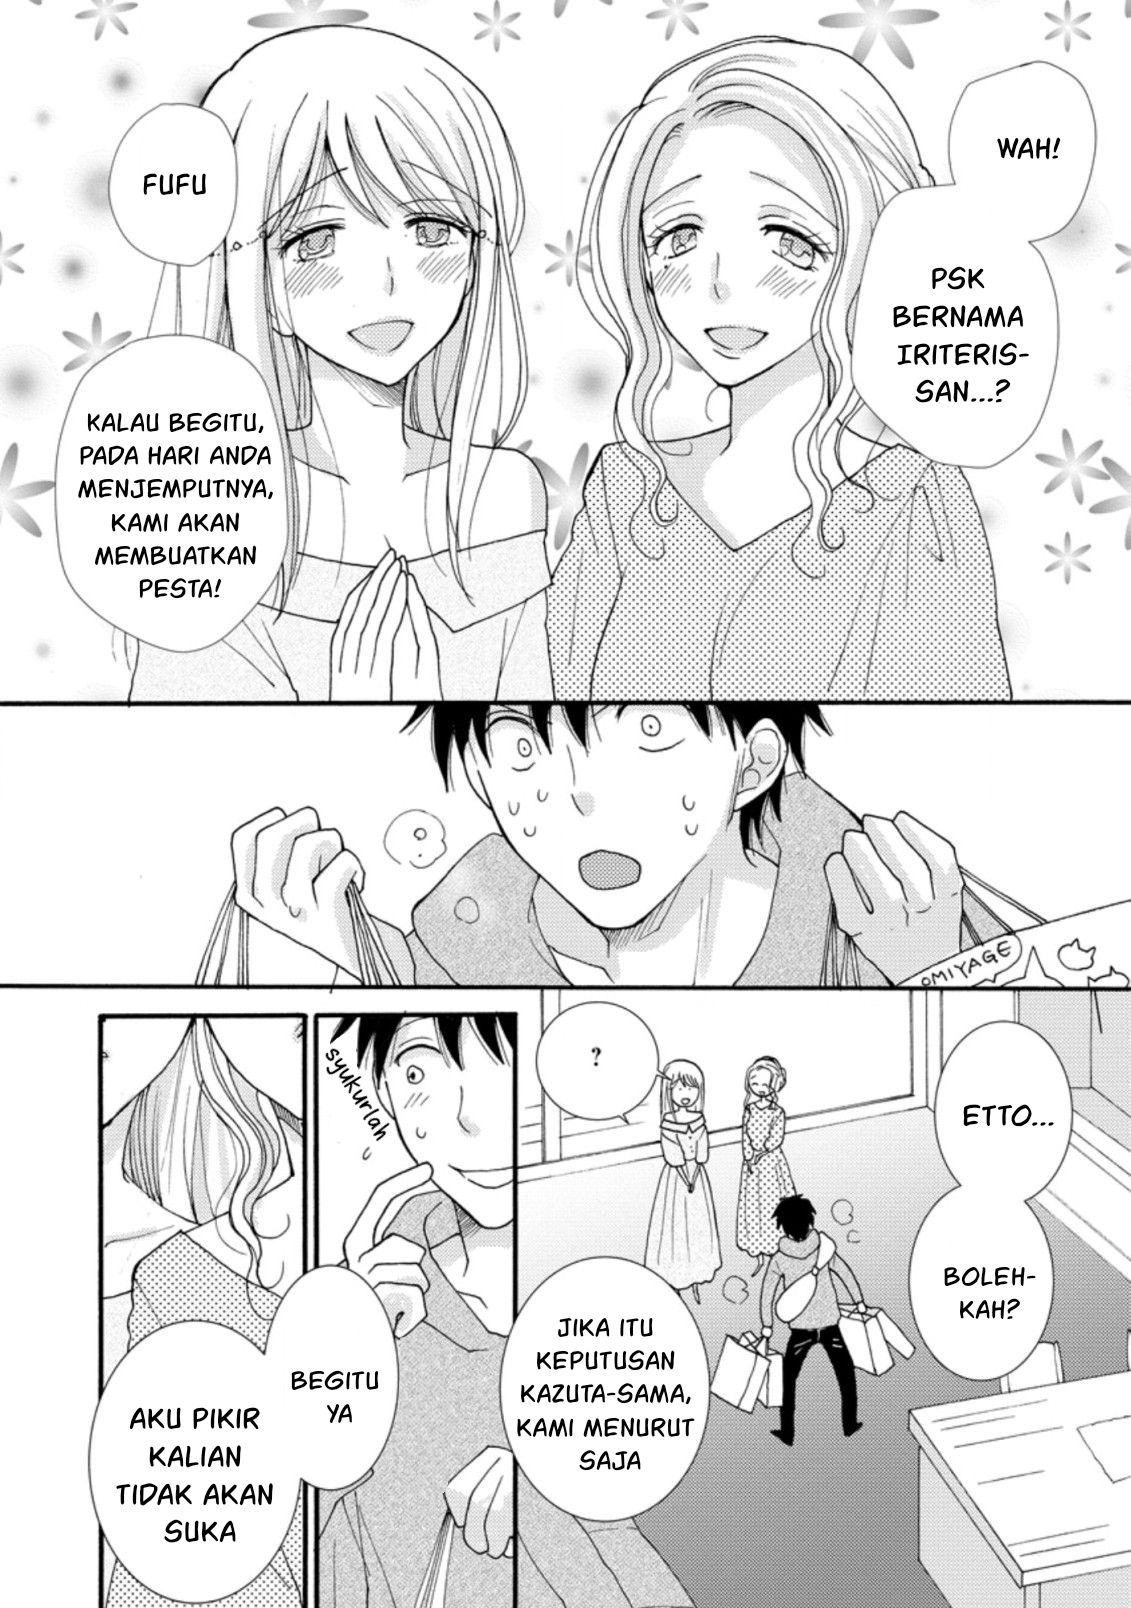 WAH!
PSK
BERNAMA
IRITERIS-
SAN...?
FUFU
KALAU BEGITU,
PADA HARI ANDA
MENJEMPUTNYA,
KAMI AKAN
MEMBUATKAN
PESTA!
?
OMIYAGE
ETTO...
BOLEH-
KAH?
?
JIKA ITU
KEPUTUSAN
KAZUTA-SAMA,
KAMI MENURUT
SAJA
syukurlah
BEGITU
YA
AKU PIKIR
KALIAN
TIDAK AKAN
SUKA